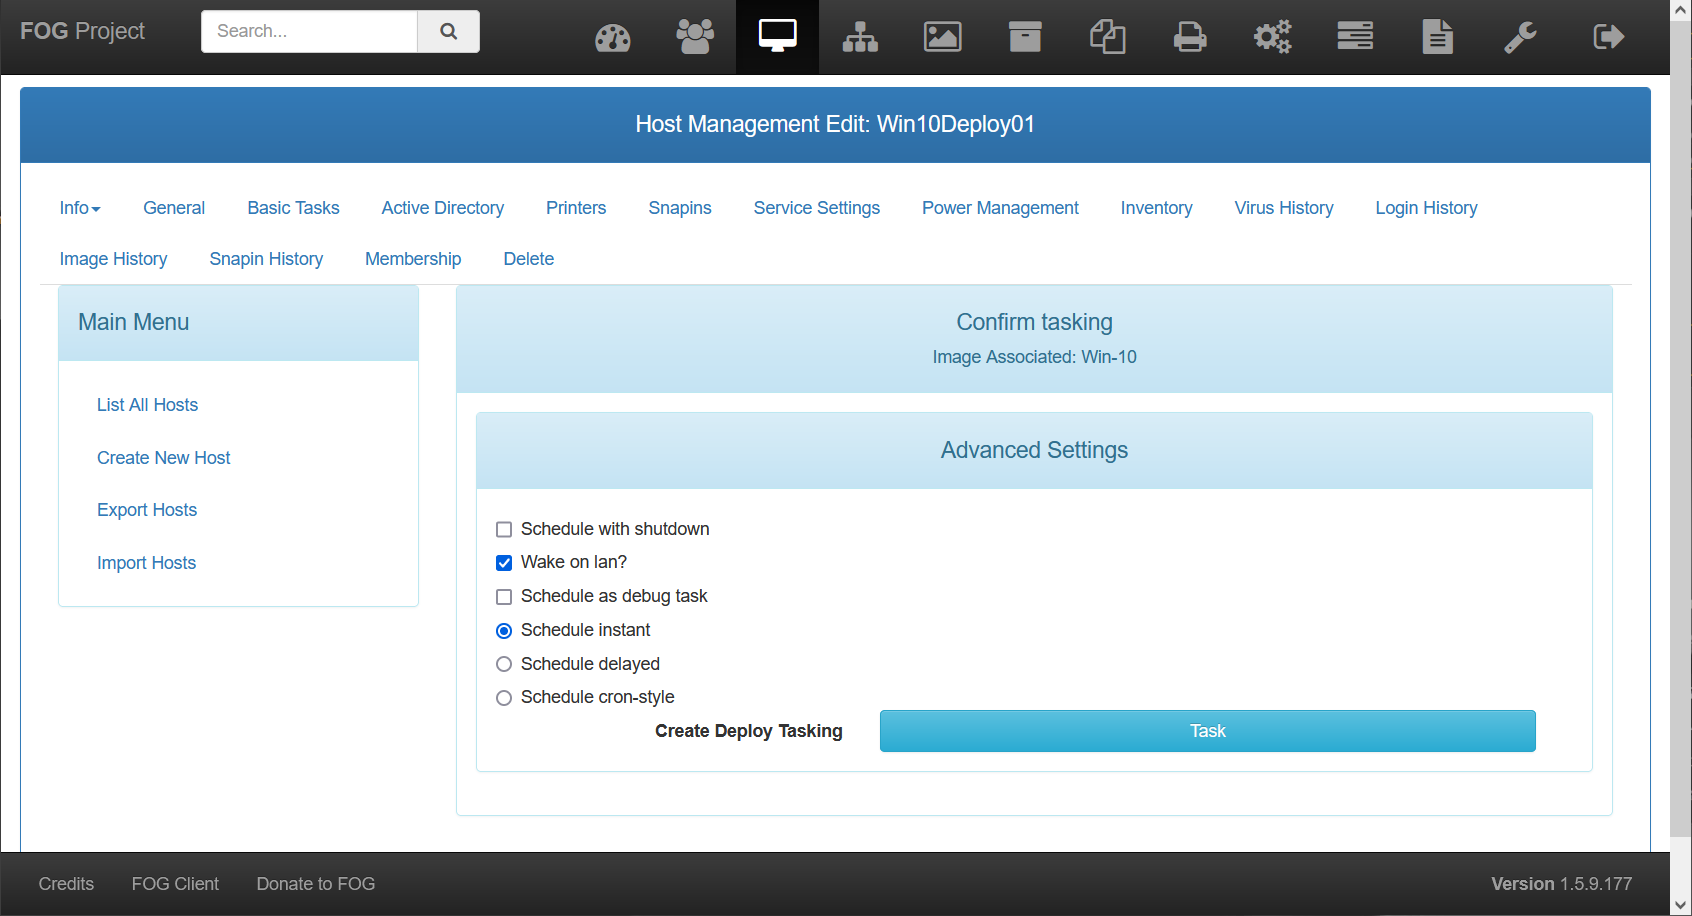 FOG Project
Search...
Host Management Edit: Win10Deploy01
Info General Basic Tasks Active Directory Printers Snapins Service Settings Power Management Inventory Virus History Login History
Image History Snapin History Membership Delete
Main Menu
List All Hosts
Create New Host
Export Hosts
Import Hosts
Confirm tasking
Image Associated: Win-10
Advanced Settings
Schedule with shutdown
Wake on lan?
Schedule as debug task
Schedule instant
Schedule delayed
Schedule cron-style
Create Deploy Tasking Task
Credits FOG Client Donate to FOG Version 1.5.9.177